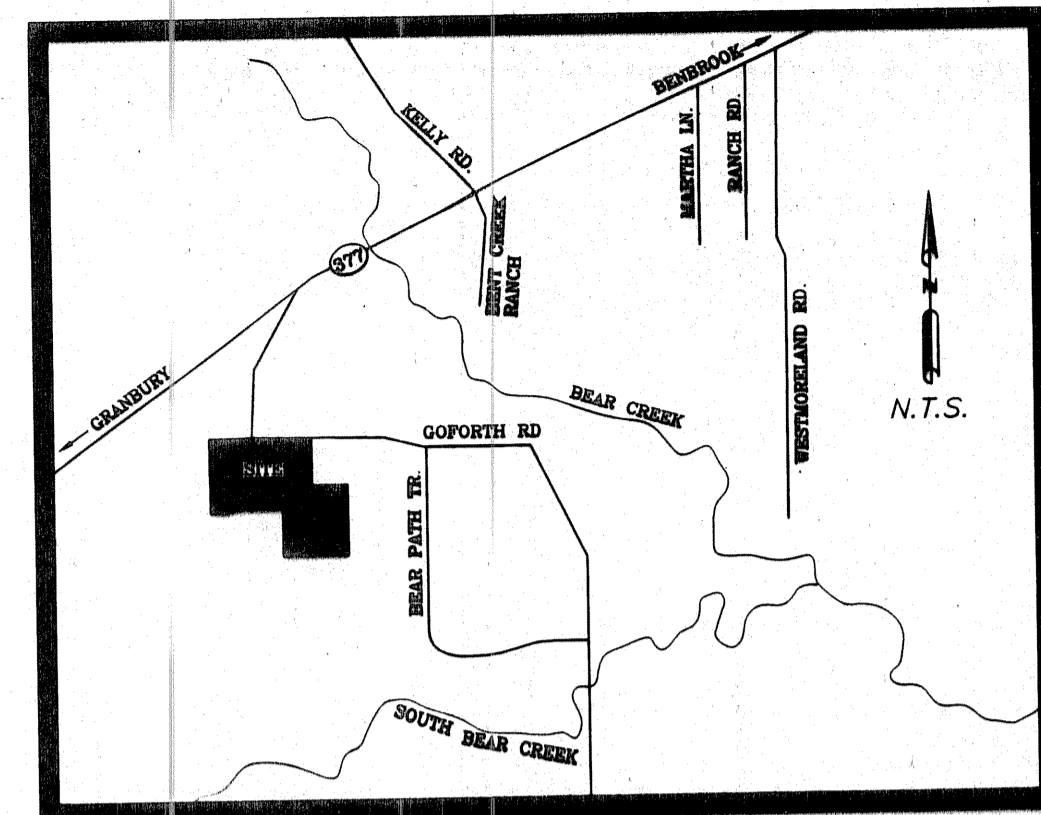 BENBROOK
KELLY RD.
MARTHA LN.
RANCH RD.
BENT CREEK
RANCH
377
WESTMORELAND RD.
N
N.T.S.
GRANBURY
BEAR CREEK
GOFORTH RD
SITE
BEAR PATH TR.
SOUTH BEAR CREEK